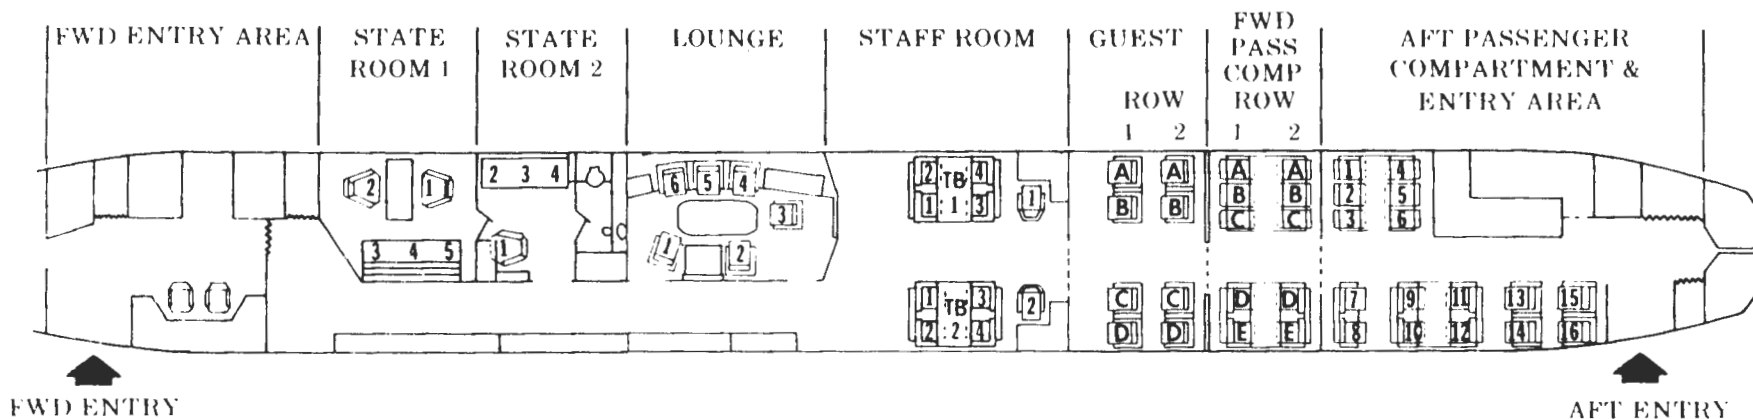 FWD ENTRY AREA
STATE
ROOM 1
STATE
ROOM 2
LOUNGE
STAFF ROOM
GUEST
ROW
1 2
FWD
PASS
COMP
ROW
1 2
AFT PASSENGER
COMPARTMENT &
ENTRY AREA
2 1
3 4 5
2 3 4
1
6 5 4
3
1 2
2 TB 4
1 1 3
1
1 TB 3
2 2 4
2
A A
B B
C C
D D
A A
B B
C C
D D
E E
1 4
2 5
3 6
7 9 11 13 15
8 10 12 14 16
FWD ENTRY
AFT ENTRY